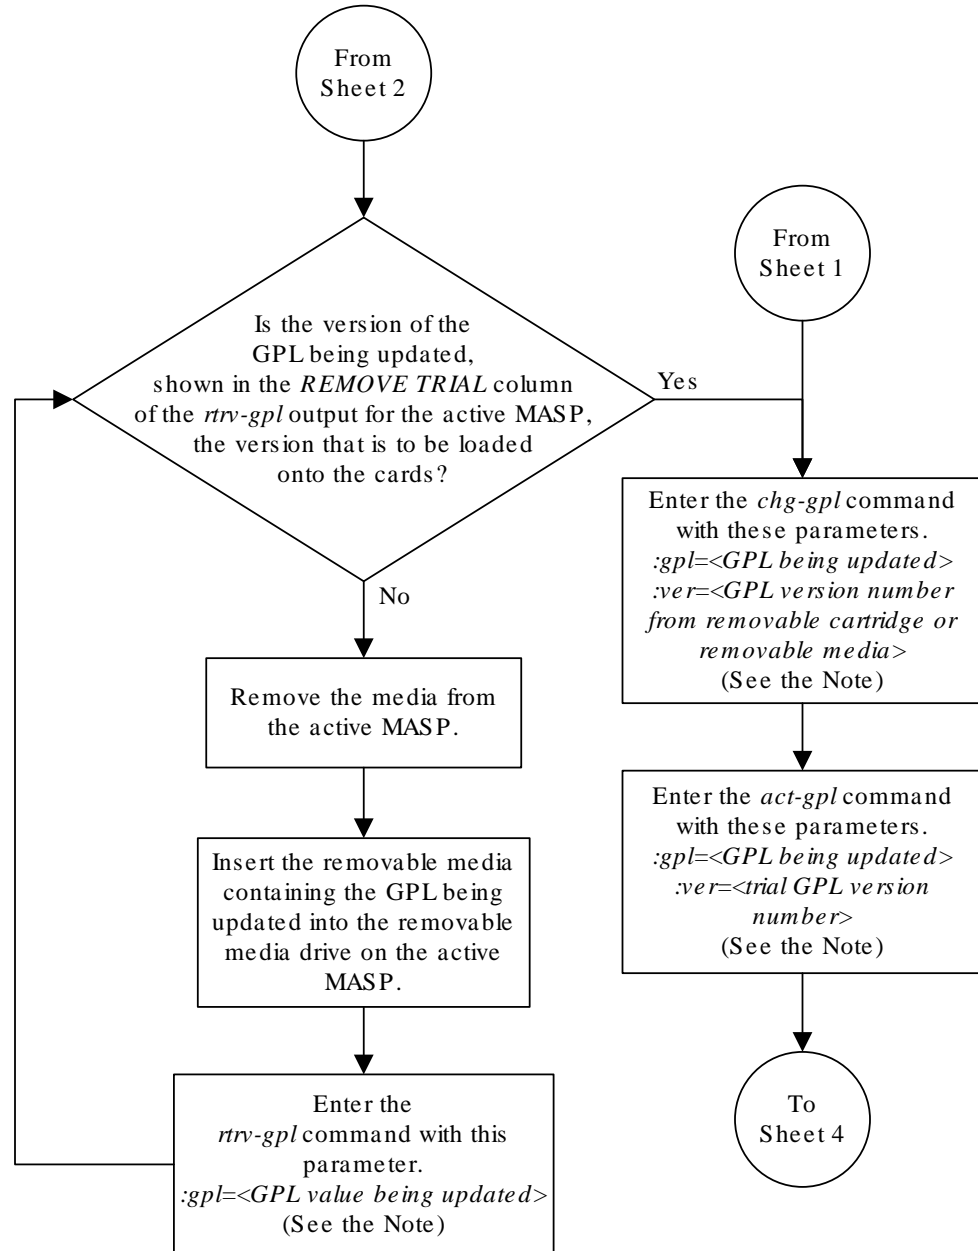 From
Sheet 2
From
Sheet 1
Is the version of the
GPL being updated,
shown in the REMOVE TRIAL column
of the rtrv-gpl output for the active MASP,
the version that is to be loaded
onto the cards?
Yes
No
Remove the media from
the active MASP.
Insert the removable media
containing the GPL being
updated into the removable
media drive on the active
MASP.
Enter the
rtrv-gpl command with this
parameter.
:gpl=<GPL value being updated>
(See the Note)
Enter the chg-gpl command
with these parameters.
:gpl=<GPL being updated>
:ver=<GPL version number
from removable cartridge or
removable media>
(See the Note)
Enter the act-gpl command
with these parameters.
:gpl=<GPL being updated>
:ver=<trial GPL version
number>
(See the Note)
To
Sheet 4